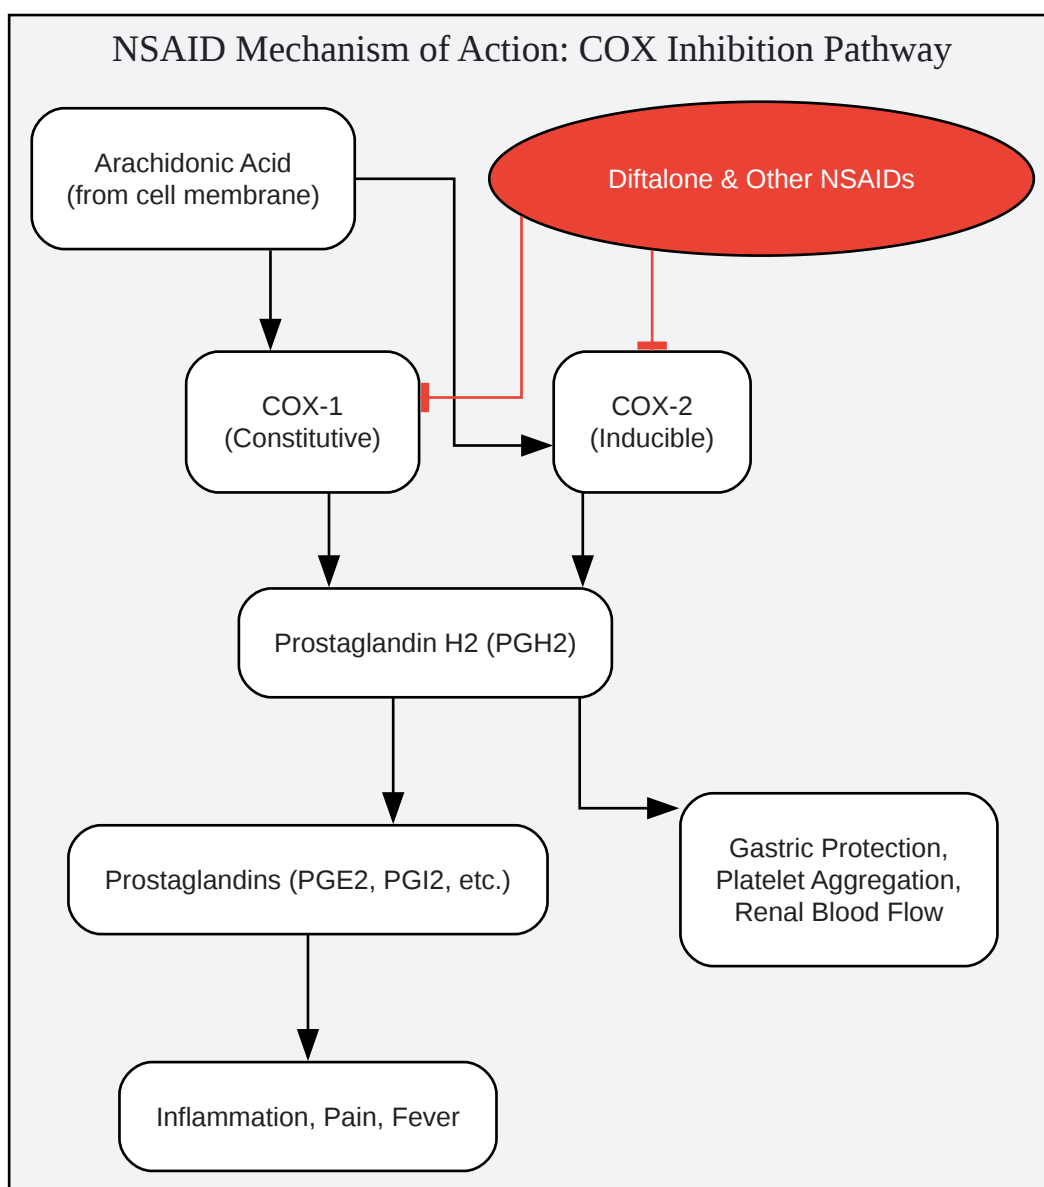 NSAID Mechanism of Action: COX Inhibition Pathway
Arachidonic Acid
(from cell membrane)
Diftalone & Other NSAIDs
COX-1
(Constitutive)
COX-2
(Inducible)
Prostaglandin H2 (PGH2)
Prostaglandins (PGE2, PGI2, etc.)
Gastric Protection,
Platelet Aggregation,
Renal Blood Flow
Inflammation, Pain, Fever